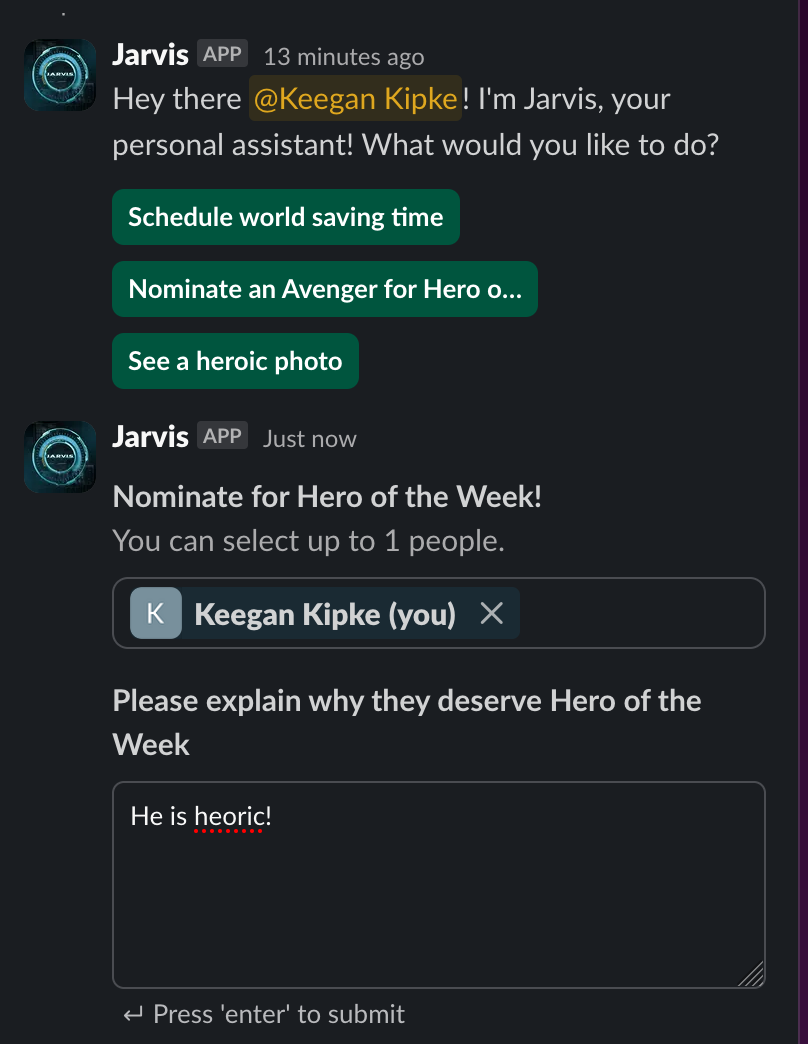 Jarvis APP 13 minutes ago
Hey there @Keegan Kipke! I'm Jarvis, your
personal assistant! What would you like to do?
Schedule world saving time
Nominate an Avenger for Hero o...
See a heroic photo
Jarvis APP Just now
Nominate for Hero of the Week!
You can select up to 1 people.
K Keegan Kipke (you)
Please explain why they deserve Hero of the
Week
He is heoric!
Press 'enter' to submit
JARVIS
JARVIS